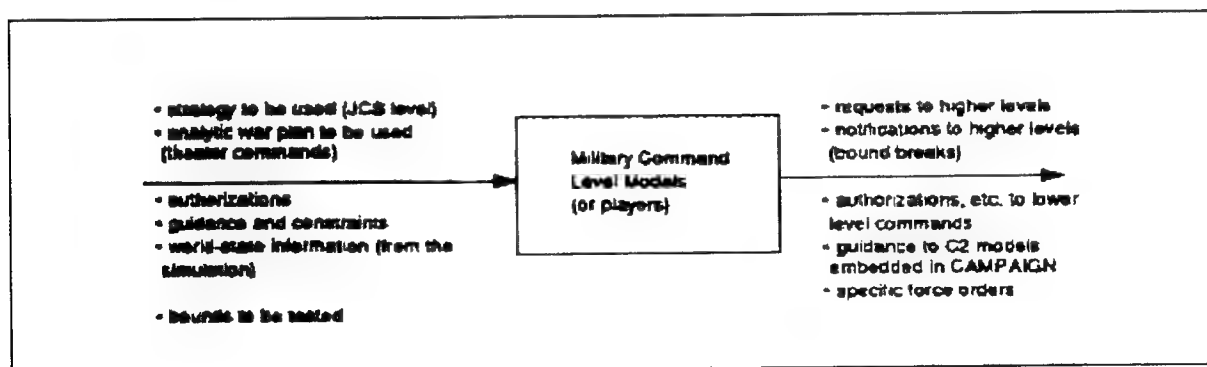 - strategy to be used (JCS level)
- analytic war plan to be used
(theater commands)
- authorizations
- guidance and constraints
- world-state information (from the
simulation)
- bounds to be tested
Military Command
Level Models
(or players)
- requests to higher levels
- notifications to higher levels
(bound breaks)
- authorizations, etc. to lower
level commands
- guidance to C2 models
embedded in CAMPAIGN
- specific force orders